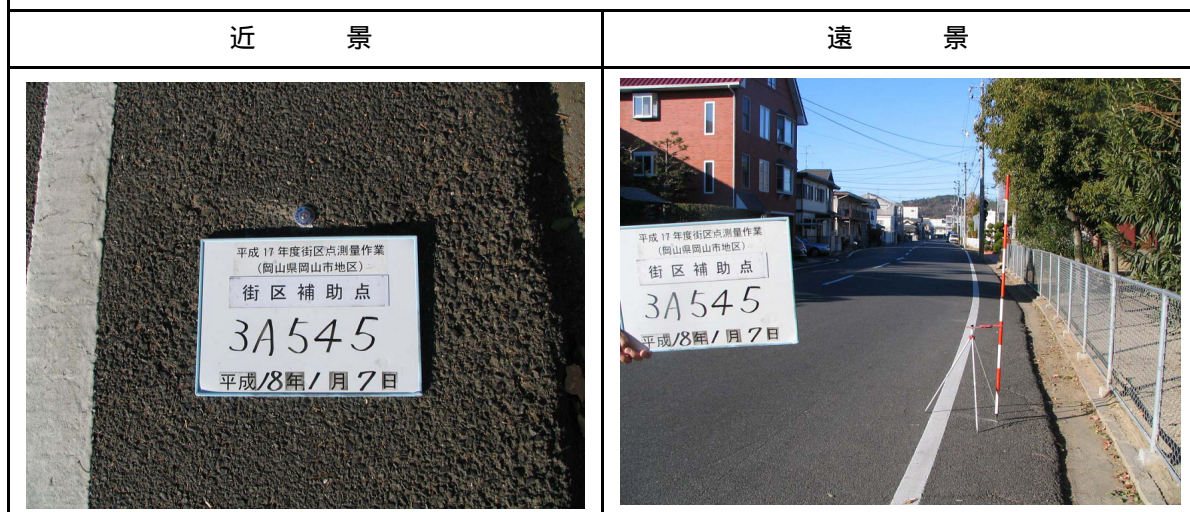 近景
遠景
平成17年度街区点測量作業
（岡山県岡山市地区）
街区補助点
3A545
平成18年1月7日
平成17年度街区点測量作業
（岡山県岡山市地区）
街区補助点
3A545
平成18年1月7日